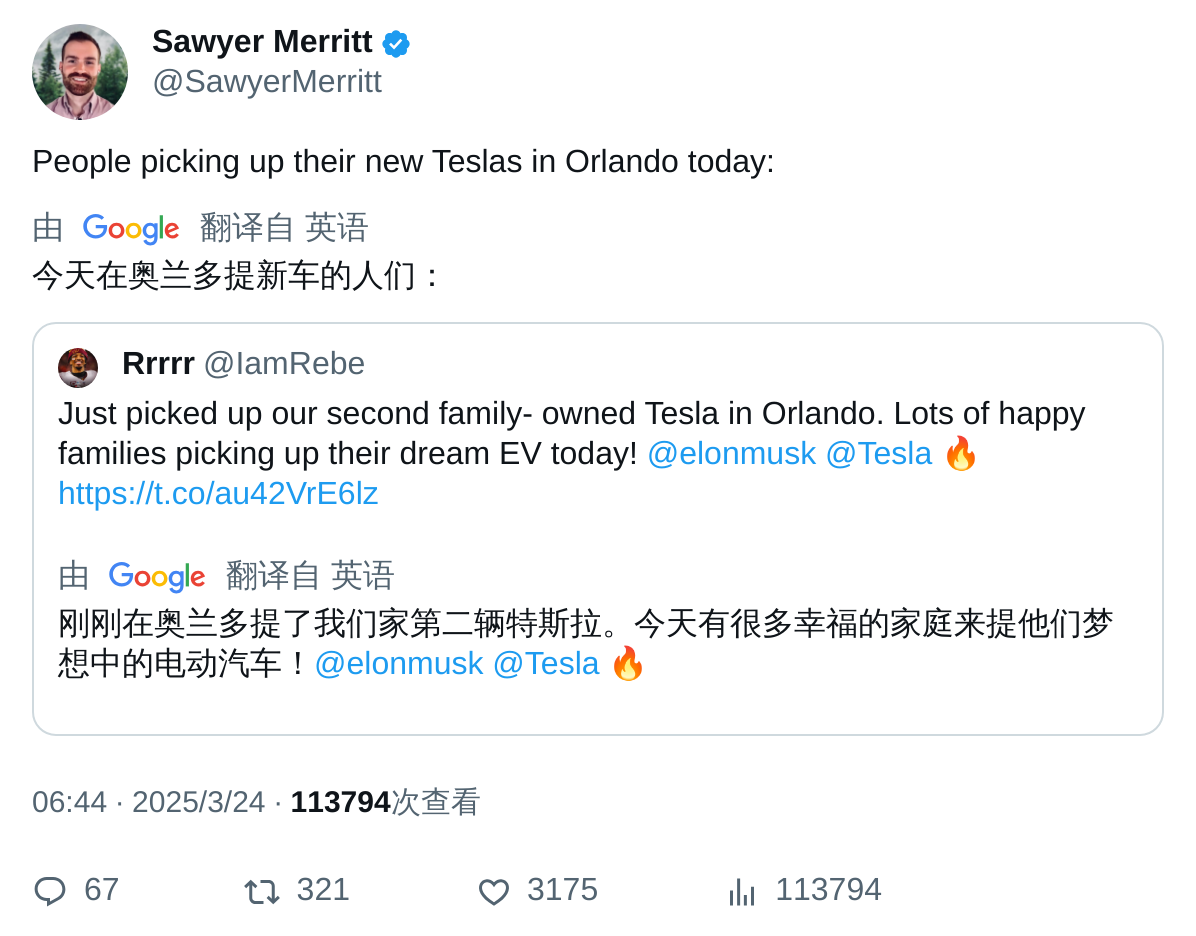 Sawyer Merritt
@SawyerMerritt
People picking up their new Teslas in Orlando today:
由 Google 翻译自 英语
今天在奥兰多提新车的人们：
Rrrrr @IamRebe
Just picked up our second family- owned Tesla in Orlando. Lots of happy
families picking up their dream EV today! @elonmusk @Tesla 🔥
https://t.co/au42VrE6lz
由 Google 翻译自 英语
刚刚在奥兰多提了我们家第二辆特斯拉。今天有很多幸福的家庭来提他们梦
想中的电动汽车！@elonmusk @Tesla 🔥
06:44 · 2025/3/24 · 113794次查看
67 321 3175 113794